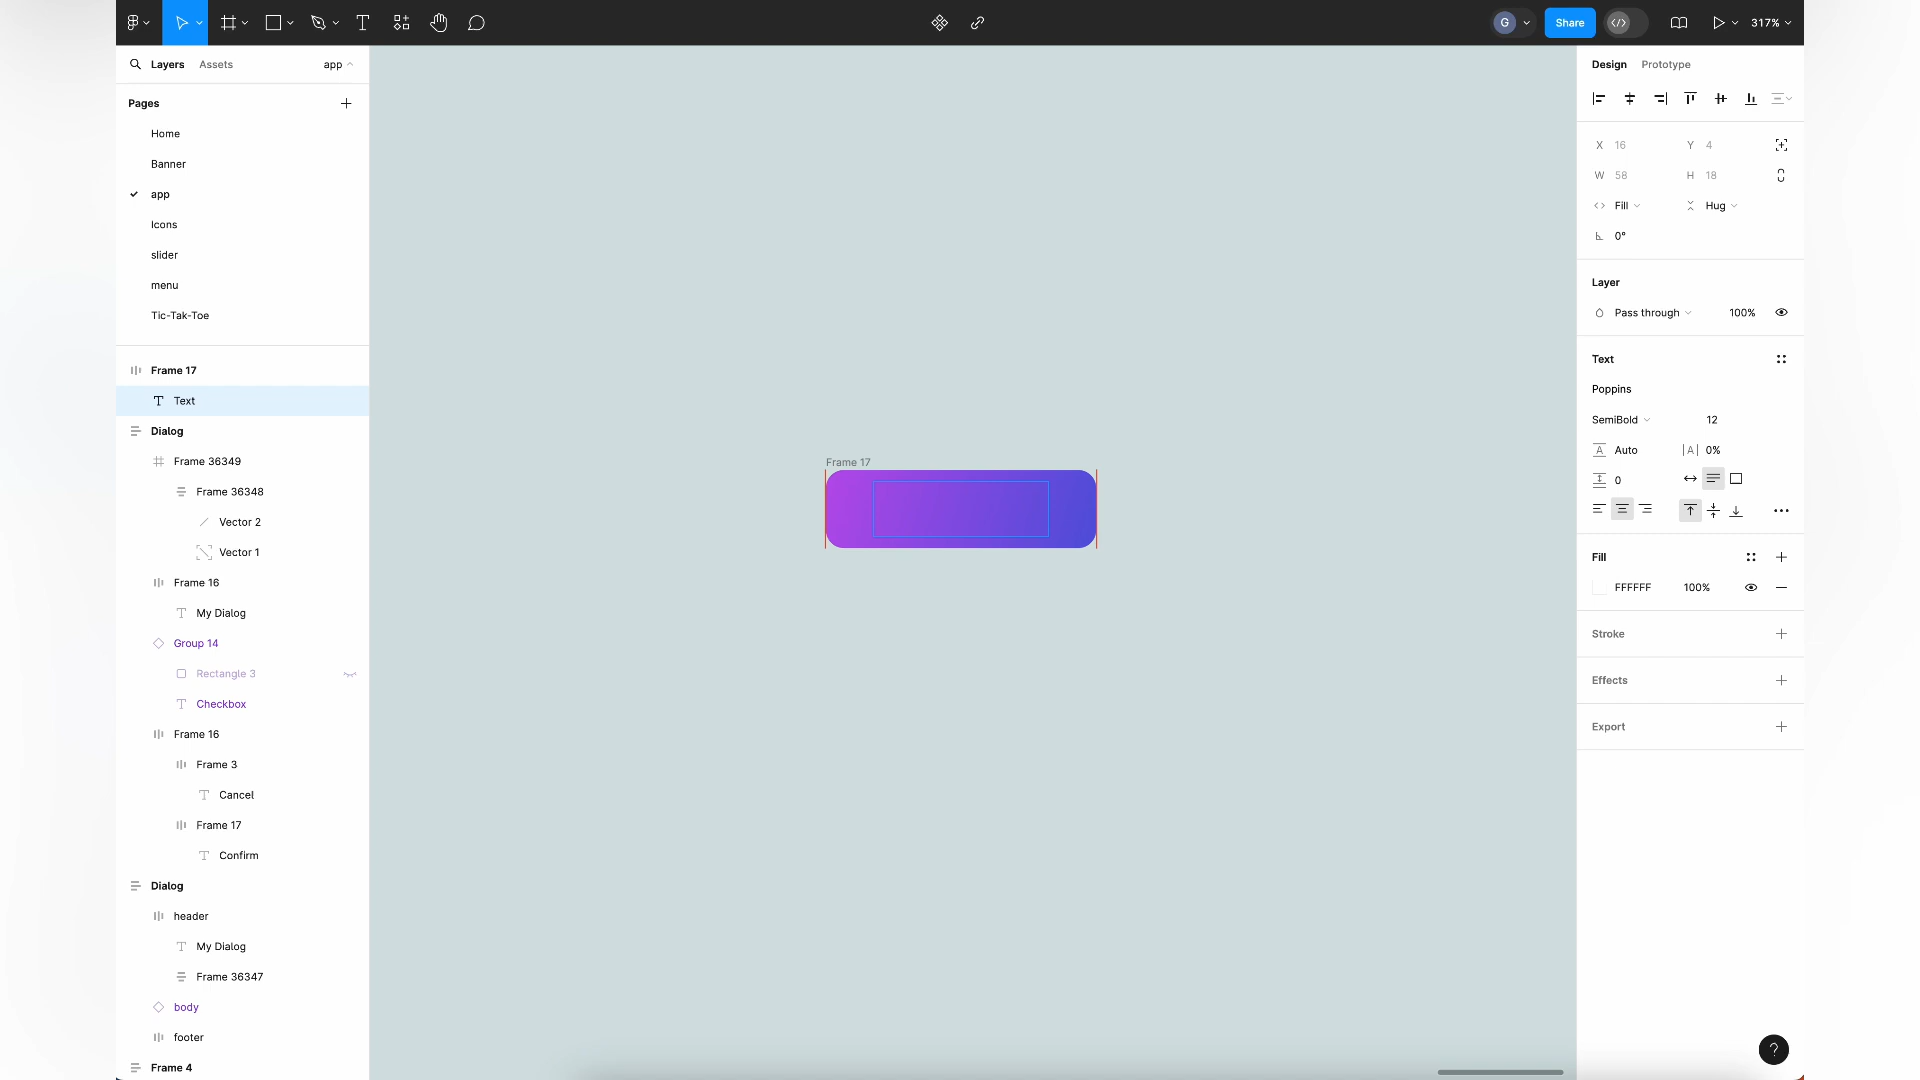 G
Share
317%
Layers
Assets
app
Pages
Home
Banner
app
Icons
slider
menu
Tic-Tak-Toe
Frame 17
Text
Dialog
Frame 36349
Frame 36348
Vector 2
Vector 1
Frame 16
My Dialog
Group 14
Rectangle 3
Checkbox
Frame 16
Frame 3
Cancel
Frame 17
Confirm
Dialog
header
My Dialog
Frame 36347
body
footer
Frame 4
Frame 17
Design
Prototype
X 16
Y 4
W 58
H 18
Fill
Hug
0°
Layer
Pass through
100%
Text
Poppins
SemiBold
12
Auto
0%
0
Fill
FFFFFF
100%
Stroke
Effects
Export
?